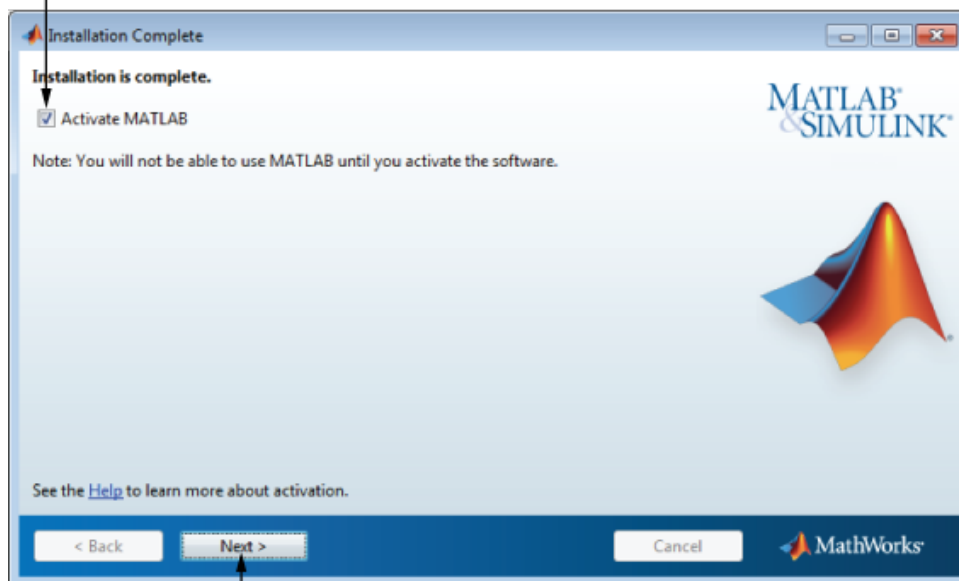 Installation Complete
Installation is complete.
Activate MATLAB
Note: You will not be able to use MATLAB until you activate the software.
MATLAB®
&SIMULINK®
See the Help to learn more about activation.
< Back
Next >
Cancel
MathWorks®